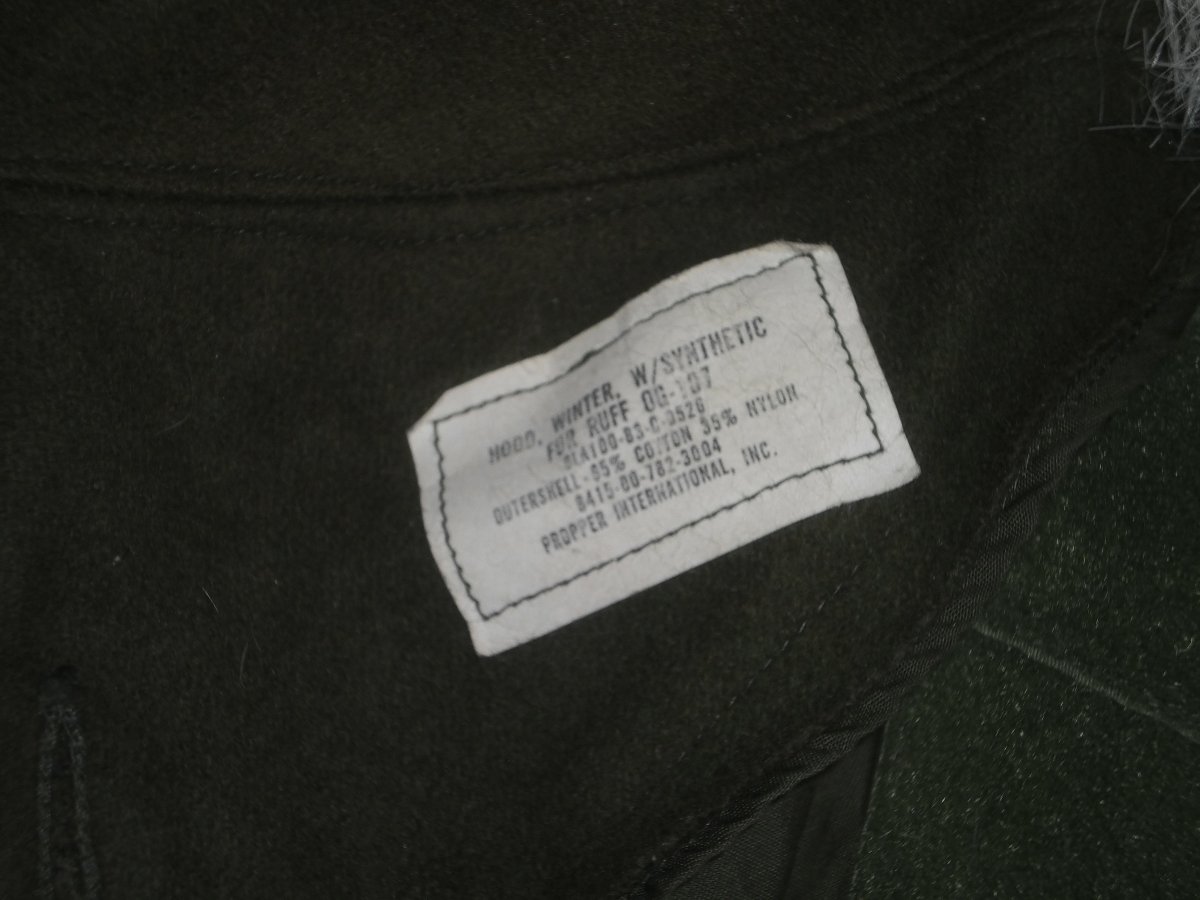 HOOD, WINTER, W/SYNTHETIC
FUR RUFF OG-107
DLA100-83-C-0526
OUTERSHELL-65% COTTON 35% NYLON
8415-00-782-3004
PROPPER INTERNATIONAL, INC.